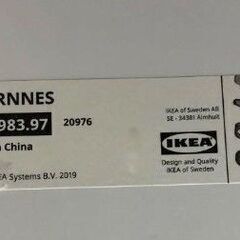 RNNES
983.97 20976
China
EA Systems B.V. 2019
IKEA of Sweden AB
SE - 34381 Älmhult
IKEA
Design and Quality
IKEA of Sweden